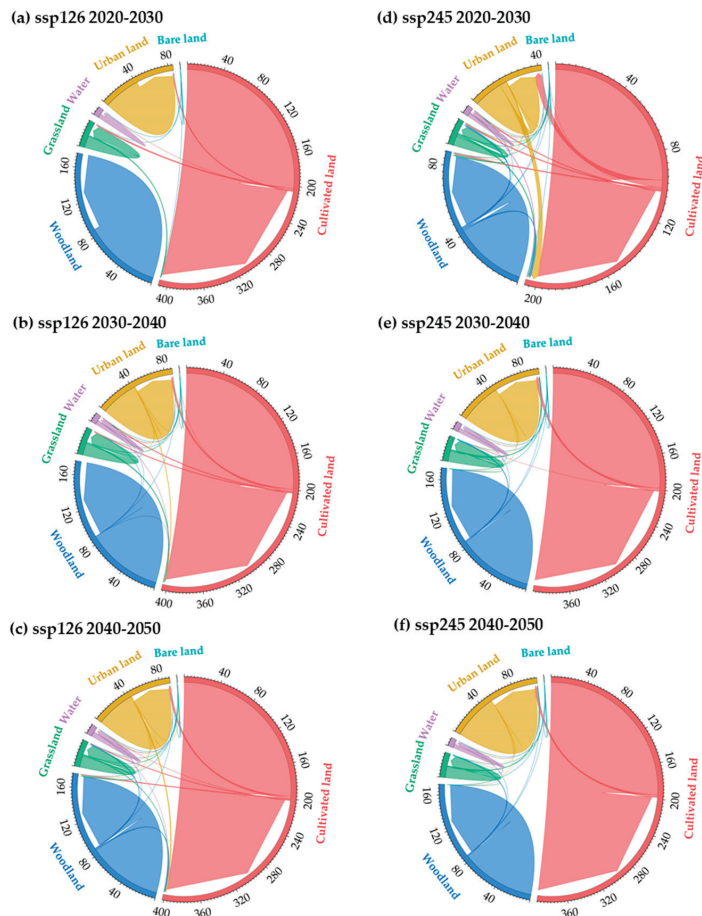 (a) ssp126 2020-2030
Bare land
Urban land
Water
Grassland
Woodland
Cultivated land
40
80
40
80
120
160
200
240
280
320
360
400
40
80
120
160
(d) ssp245 2020-2030
Bare land
Urban land
Water
Grassland
Woodland
Cultivated land
40
40
80
120
160
200
40
80
(b) ssp126 2030-2040
Bare land
Urban land
Water
Grassland
Woodland
Cultivated land
40
80
40
80
120
160
200
240
280
320
360
400
40
80
120
160
(e) ssp245 2030-2040
Bare land
Urban land
Water
Grassland
Woodland
Cultivated land
40
80
40
80
120
160
200
240
280
320
360
40
80
120
160
(c) ssp126 2040-2050
Bare land
Urban land
Water
Grassland
Woodland
Cultivated land
40
80
40
80
120
160
200
240
280
320
360
400
40
80
120
160
(f) ssp245 2040-2050
Bare land
Urban land
Water
Grassland
Woodland
Cultivated land
40
80
40
80
120
160
200
240
280
320
360
40
80
120
160